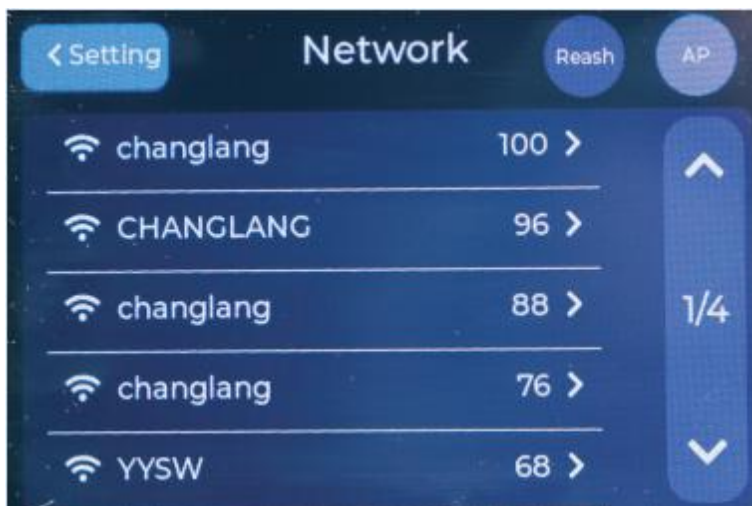 Setting Network Reash AP
changlang 100
CHANGLANG 96
changlang 88
1/4
changlang 76
YYSW 68